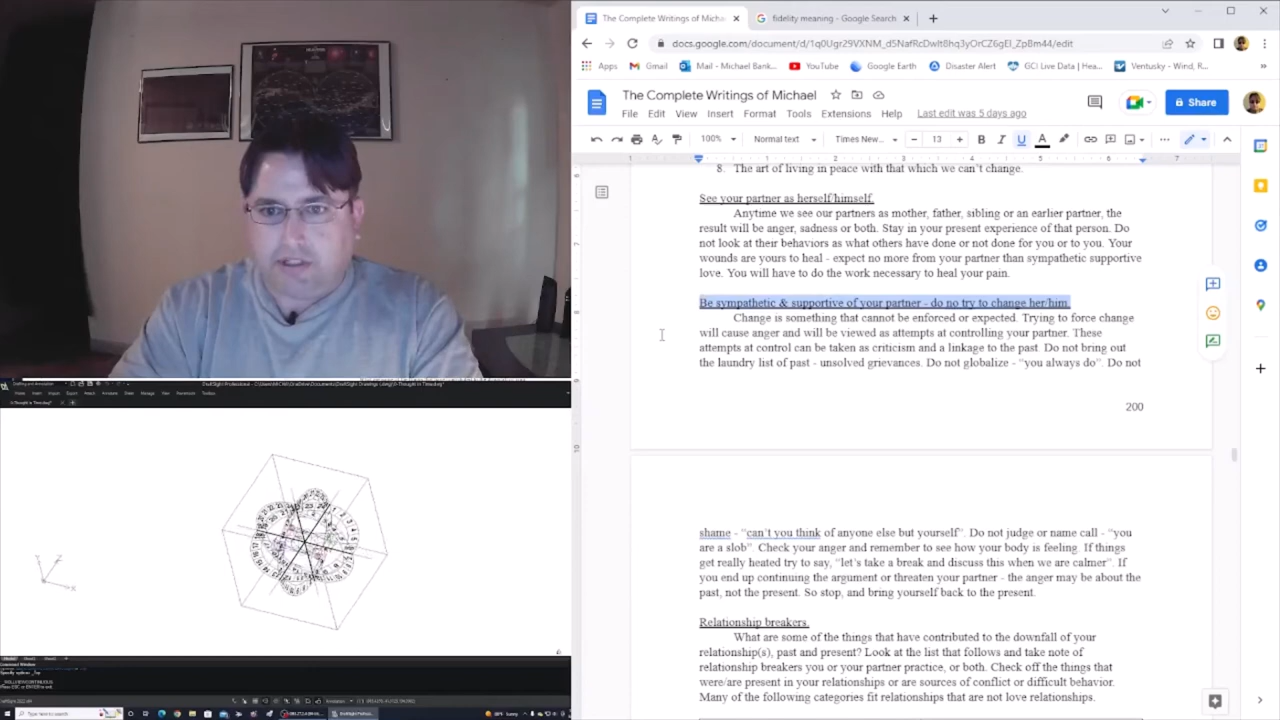 The Complete Writings of Micha
fidelity meaning - Google Search
docs.google.com/document/d/1q0Ugr29VXNM_d5NafRcDwlt8hq3yOrCZ6gEl_ZpBm44/edit
Apps
Gmail
Mail - Michael Bank...
YouTube
Google Earth
Disaster Alert
GCI Live Data | Hea...
Ventusky - Wind, R...
The Complete Writings of Michael
File Edit View Insert Format Tools Extensions Help
Last edit was 5 days ago
Share
100%
Normal text
Times New...
13
8. The art of living in peace with that which we can't change.
See your partner as herself/himself.
Anytime we see our partners as mother, father, sibling or an earlier partner, the
result will be anger, sadness or both. Stay in your present experience of that person. Do
not look at their behaviors as what others have done or not done for you or to you. Your
wounds are yours to heal - expect no more from your partner than sympathetic supportive
love. You will have to do the work necessary to heal your pain.
Be sympathetic & supportive of your partner - do no try to change her/him.
Change is something that cannot be enforced or expected. Trying to force change
will cause anger and will be viewed as attempts at controlling your partner. These
attempts at control can be taken as criticism and a linkage to the past. Do not bring out
the laundry list of past - unsolved grievances. Do not globalize - "you always do". Do not
200
shame - "can't you think of anyone else but yourself". Do not judge or name call - "you
are a slob". Check your anger and remember to see how your body is feeling. If things
get really heated try to say, "let's take a break and discuss this when we are calmer". If
you end up continuing the argument or threaten your partner - the anger may be about the
past, not the present. So stop, and bring yourself back to the present.
Relationship breakers.
What are some of the things that have contributed to the downfall of your
relationship(s), past and present? Look at the list that follows and take note of
relationship breakers you or your partner practice, or both. Check off the things that
were/are present in your relationships or are sources of conflict or difficult behavior.
Many of the following categories fit relationships that are not love relationships.
Type here to search